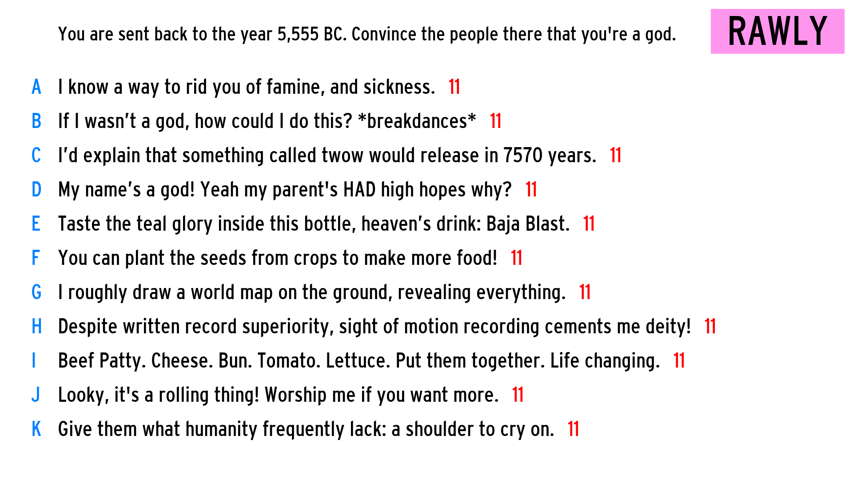 You are sent back to the year 5,555 BC. Convince the people there that you're a god.
RAWLY
A I know a way to rid you of famine, and sickness. 11
B If I wasn’t a god, how could I do this? *breakdances* 11
C I’d explain that something called twow would release in 7570 years. 11
D My name’s a god! Yeah my parent's HAD high hopes why? 11
E Taste the teal glory inside this bottle, heaven’s drink: Baja Blast. 11
F You can plant the seeds from crops to make more food! 11
G I roughly draw a world map on the ground, revealing everything. 11
H Despite written record superiority, sight of motion recording cements me deity! 11
I Beef Patty. Cheese. Bun. Tomato. Lettuce. Put them together. Life changing. 11
J Looky, it's a rolling thing! Worship me if you want more. 11
K Give them what humanity frequently lack: a shoulder to cry on. 11